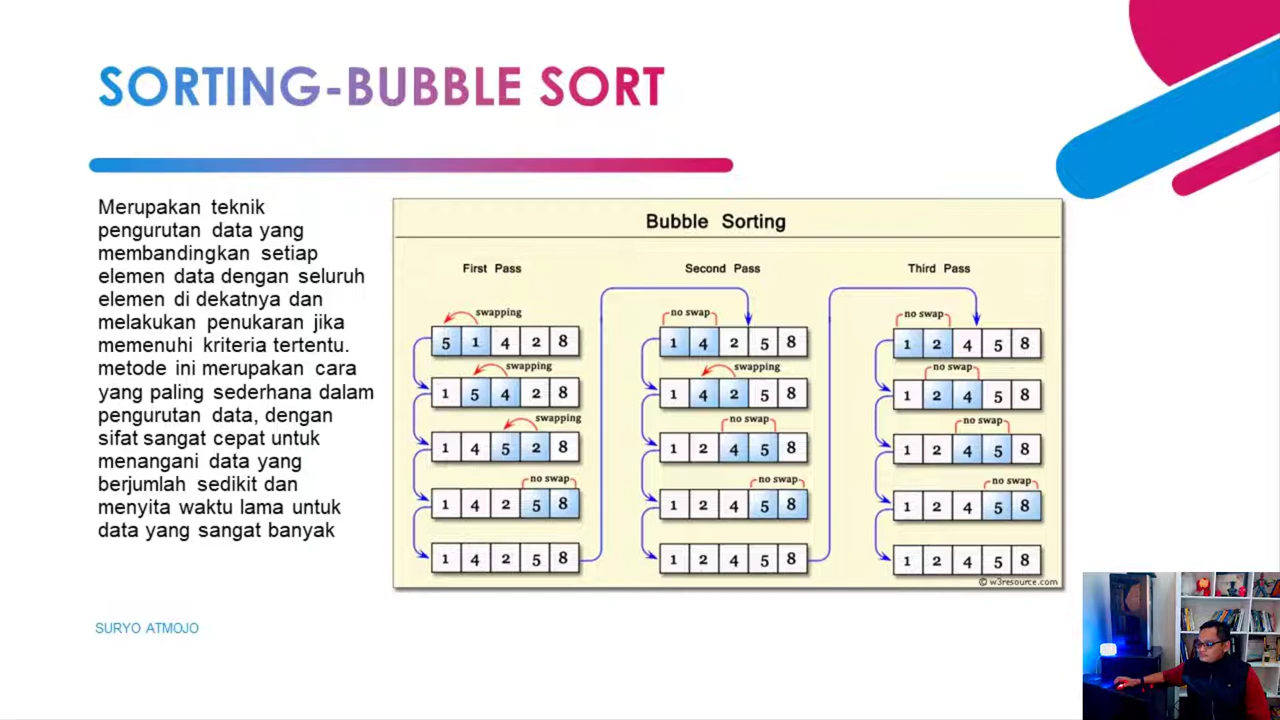 SORTING-BUBBLE SORT
Merupakan teknik
pengurutan data yang
membandingkan setiap
elemen data dengan seluruh
elemen di dekatnya dan
melakukan penukaran jika
memenuhi kriteria tertentu.
metode ini merupakan cara
yang paling sederhana dalam
pengurutan data, dengan
sifat sangat cepat untuk
menangani data yang
berjumlah sedikit dan
menyita waktu lama untuk
data yang sangat banyak
Bubble Sorting
First Pass
swapping
5 1 4 2 8
swapping
1 5 4 2 8
swapping
1 4 5 2 8
no swap
1 4 2 5 8
1 4 2 5 8
Second Pass
no swap
1 4 2 5 8
swapping
1 4 2 5 8
no swap
1 2 4 5 8
no swap
1 2 4 5 8
1 2 4 5 8
Third Pass
no swap
1 2 4 5 8
no swap
1 2 4 5 8
no swap
1 2 4 5 8
no swap
1 2 4 5 8
1 2 4 5 8
© w3resource.com
SURYO ATMOJO